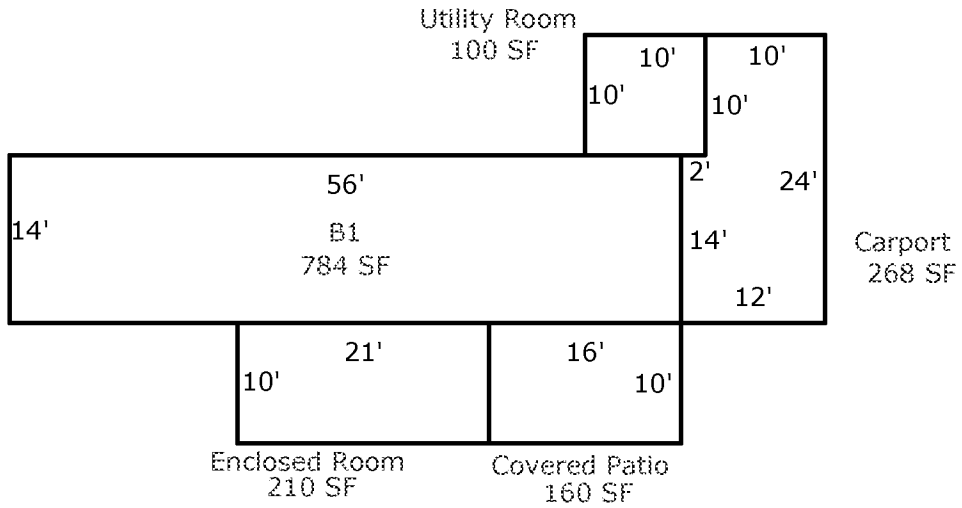 Utility Room
100 SF
10'
10'
10'
10'
56'
2'
14'
B1
784 SF
14'
24'
Carport
268 SF
12'
21'
16'
10'
10'
Enclosed Room
210 SF
Covered Patio
160 SF